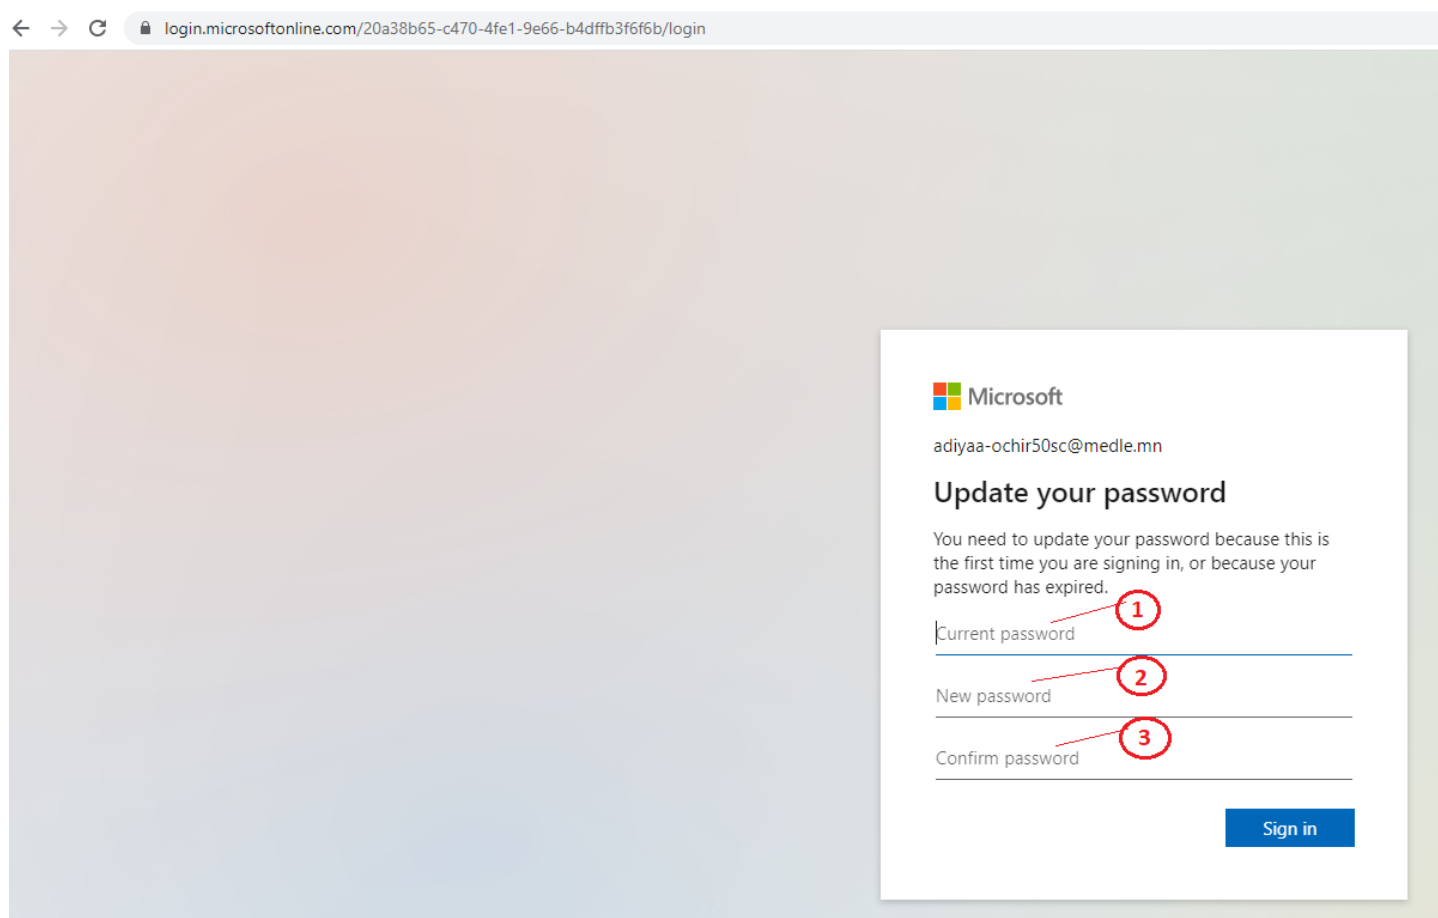 login.microsoftonline.com/20a38b65-c470-4fe1-9e66-b4dffb3f6f6b/login
Microsoft
adiyaa-ochir50sc@medle.mn
Update your password
You need to update your password because this is
the first time you are signing in, or because your
password has expired.
1
Current password
2
New password
3
Confirm password
Sign in